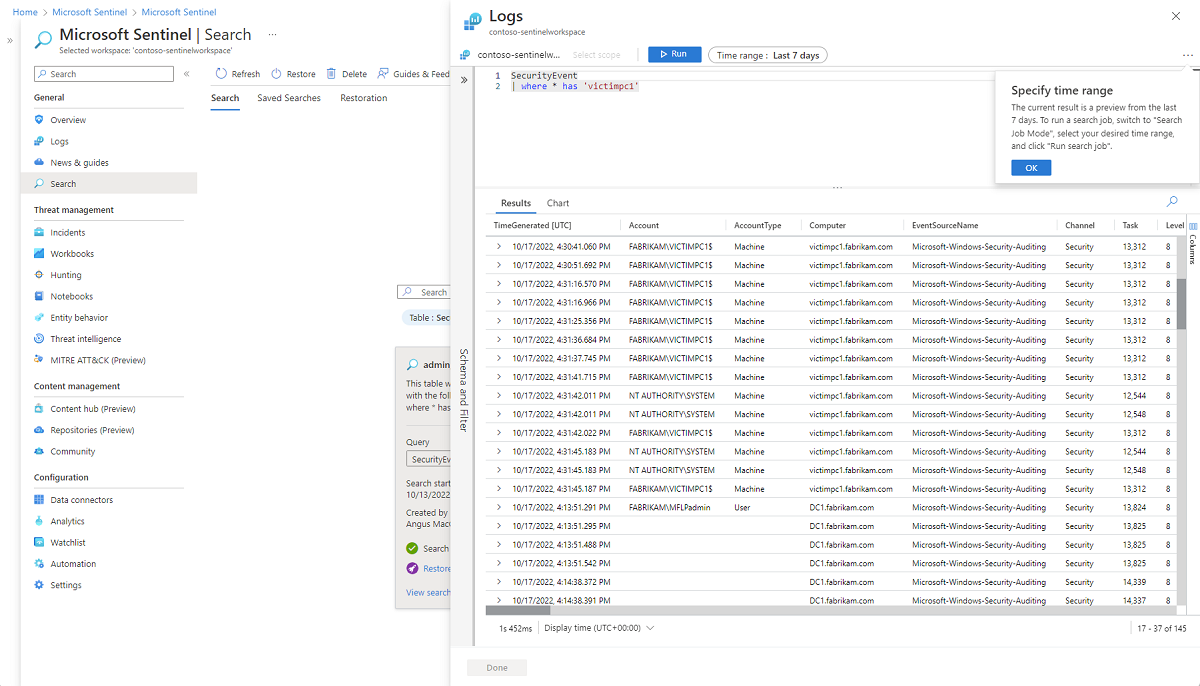 Home > Microsoft Sentinel > Microsoft Sentinel
Microsoft Sentinel | Search ...
Selected workspace: 'contoso-sentinelworkspace'
Search
«
»
General
Overview
Logs
News & guides
Search
Threat management
Incidents
Workbooks
Hunting
Notebooks
Entity behavior
Threat intelligence
MITRE ATT&CK (Preview)
Content management
Content hub (Preview)
Repositories (Preview)
Community
Configuration
Data connectors
Analytics
Watchlist
Automation
Settings
Refresh Restore Delete Guides & Feed
Search Saved Searches Restoration
Search
Table : Sec
admin
This table w
with the foll
where * has
Query
SecurityEve
Search start
10/13/2022
Created by
Angus Mac
Search
Restore
View search
Logs
contoso-sentinelworkspace
contoso-sentinelw... Select scope Run Time range : Last 7 days ...
1 SecurityEvent
2 | where * has 'victimpc1'
Specify time range
The current result is a preview from the last
7 days. To run a search job, switch to "Search
Job Mode", select your desired time range,
and click "Run search job".
OK
Schema and Filter
Results Chart
TimeGenerated [UTC] Account AccountType Computer EventSourceName Channel Task Level
10/17/2022, 4:30:41.060 PM FABRIKAM\VICTIMPC1$ Machine victimpc1.fabrikam.com Microsoft-Windows-Security-Auditing Security 13,312 8
10/17/2022, 4:30:51.692 PM FABRIKAM\VICTIMPC1$ Machine victimpc1.fabrikam.com Microsoft-Windows-Security-Auditing Security 13,312 8
10/17/2022, 4:31:16.570 PM FABRIKAM\VICTIMPC1$ Machine victimpc1.fabrikam.com Microsoft-Windows-Security-Auditing Security 13,312 8
10/17/2022, 4:31:16.966 PM FABRIKAM\VICTIMPC1$ Machine victimpc1.fabrikam.com Microsoft-Windows-Security-Auditing Security 13,312 8
10/17/2022, 4:31:25.356 PM FABRIKAM\VICTIMPC1$ Machine victimpc1.fabrikam.com Microsoft-Windows-Security-Auditing Security 13,312 8
10/17/2022, 4:31:36.684 PM FABRIKAM\VICTIMPC1$ Machine victimpc1.fabrikam.com Microsoft-Windows-Security-Auditing Security 13,312 8
10/17/2022, 4:31:37.745 PM FABRIKAM\VICTIMPC1$ Machine victimpc1.fabrikam.com Microsoft-Windows-Security-Auditing Security 13,312 8
10/17/2022, 4:31:41.715 PM FABRIKAM\VICTIMPC1$ Machine victimpc1.fabrikam.com Microsoft-Windows-Security-Auditing Security 13,312 8
10/17/2022, 4:31:42.011 PM NT AUTHORITY\SYSTEM Machine victimpc1.fabrikam.com Microsoft-Windows-Security-Auditing Security 12,544 8
10/17/2022, 4:31:42.011 PM NT AUTHORITY\SYSTEM Machine victimpc1.fabrikam.com Microsoft-Windows-Security-Auditing Security 12,548 8
10/17/2022, 4:31:42.022 PM FABRIKAM\VICTIMPC1$ Machine victimpc1.fabrikam.com Microsoft-Windows-Security-Auditing Security 13,312 8
10/17/2022, 4:31:45.183 PM NT AUTHORITY\SYSTEM Machine victimpc1.fabrikam.com Microsoft-Windows-Security-Auditing Security 12,544 8
10/17/2022, 4:31:45.183 PM NT AUTHORITY\SYSTEM Machine victimpc1.fabrikam.com Microsoft-Windows-Security-Auditing Security 12,548 8
10/17/2022, 4:31:45.187 PM FABRIKAM\VICTIMPC1$ Machine victimpc1.fabrikam.com Microsoft-Windows-Security-Auditing Security 13,312 8
10/17/2022, 4:13:51.291 PM FABRIKAM\MFLPadmin User DC1.fabrikam.com Microsoft-Windows-Security-Auditing Security 13,824 8
10/17/2022, 4:13:51.295 PM DC1.fabrikam.com Microsoft-Windows-Security-Auditing Security 13,825 8
10/17/2022, 4:13:51.488 PM DC1.fabrikam.com Microsoft-Windows-Security-Auditing Security 13,825 8
10/17/2022, 4:13:51.542 PM DC1.fabrikam.com Microsoft-Windows-Security-Auditing Security 13,825 8
10/17/2022, 4:14:38.372 PM DC1.fabrikam.com Microsoft-Windows-Security-Auditing Security 14,339 8
10/17/2022, 4:14:38.391 PM DC1.fabrikam.com Microsoft-Windows-Security-Auditing Security 14,337 8
Columns
1s 452ms Display time (UTC+00:00) 17 - 37 of 145
Done